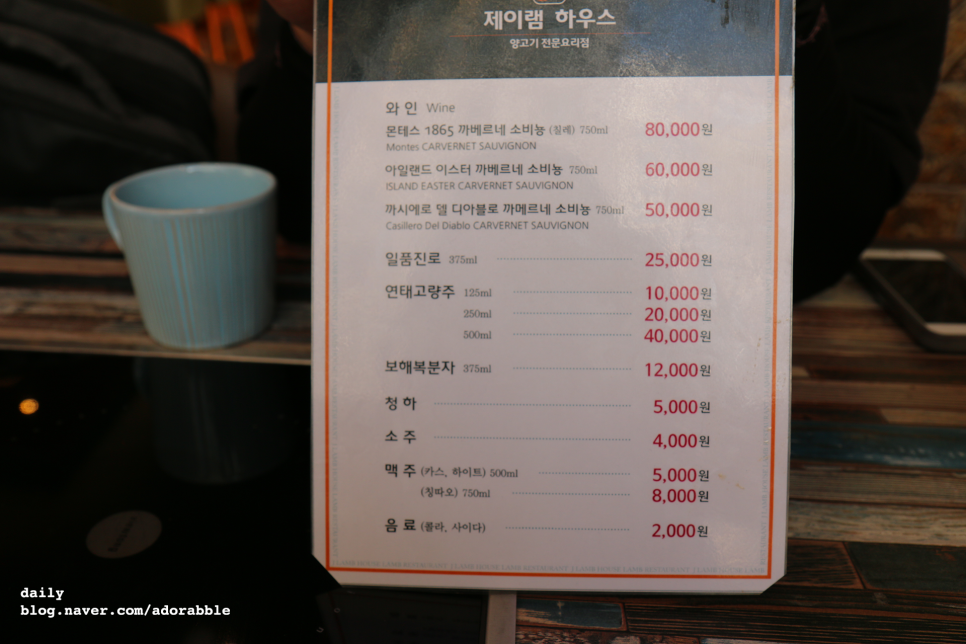 제이램 하우스
양고기 전문요리점
와인 Wine
몬테스 1865 까베르네 소비뇽 (칠레) 750ml 80,000원
Montes CARVERNET SAUVIGNON
아일랜드 이스터 까베르네 소비뇽 750ml 60,000원
ISLAND EASTER CARVERNET SAUVIGNON
까시에로 델 디아블로 까메르네 소비뇽 750ml 50,000원
Casillero Del Diablo CARVERNET SAUVIGNON
일품진로 375ml 25,000원
연태고량주 125ml 10,000원
250ml 20,000원
500ml 40,000원
보해복분자 375ml 12,000원
청하 5,000원
소주 4,000원
맥주 (카스, 하이트) 500ml 5,000원
(칭따오) 750ml 8,000원
음료 (콜라, 사이다) 2,000원
daily
blog.naver.com/adorabble